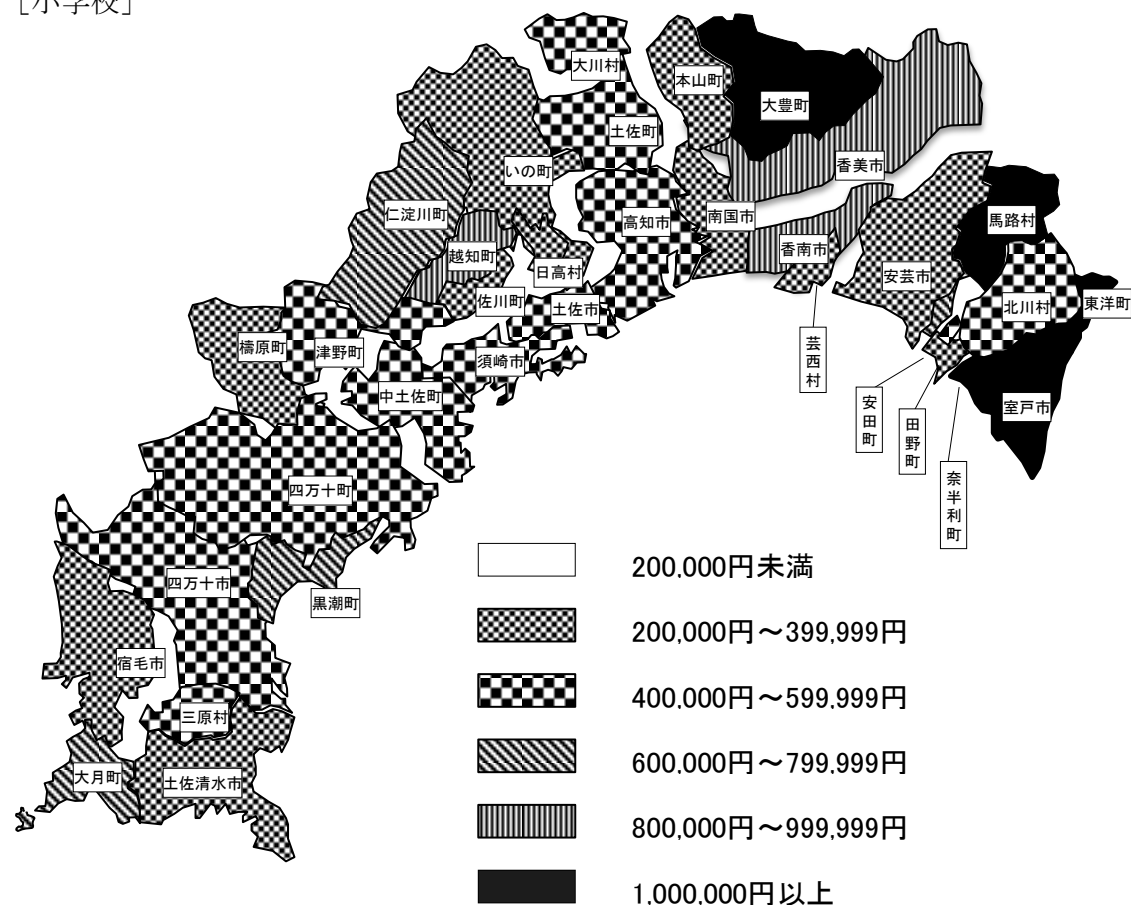 ［小学校］
大川村
本山町
大豊町
土佐町
いの町
香美市
仁淀川町
高知市
南国市
馬路村
越知町
日高村
香南市
安芸市
佐川町
土佐市
北川村
東洋町
檮原町
津野町
須崎市
芸西村
中土佐町
安田町
田野町
室戸市
奈半利町
四万十町
四万十市
黒潮町
宿毛市
三原村
大月町
土佐清水市
200,000円未満
200,000円～399,999円
400,000円～599,999円
600,000円～799,999円
800,000円～999,999円
1,000,000円以上